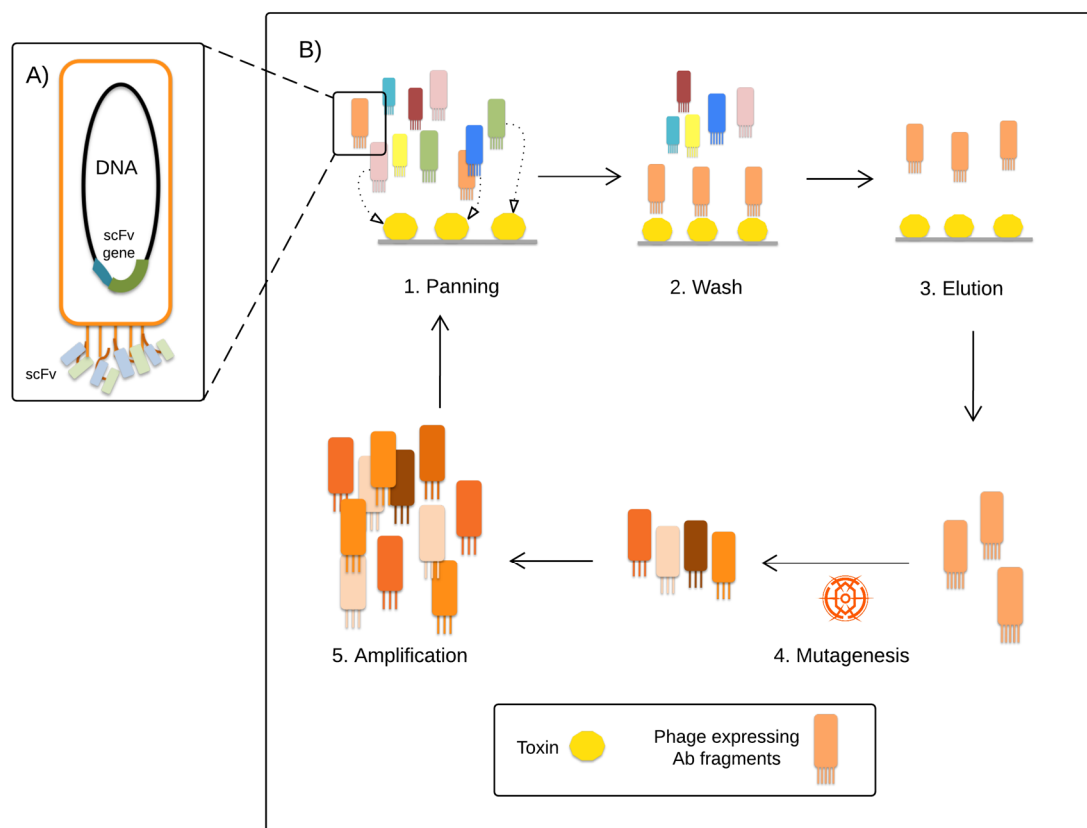 A)
DNA
scFv
gene
scFv
B)
1. Panning
2. Wash
3. Elution
4. Mutagenesis
5. Amplification
Toxin
Phage expressing
Ab fragments